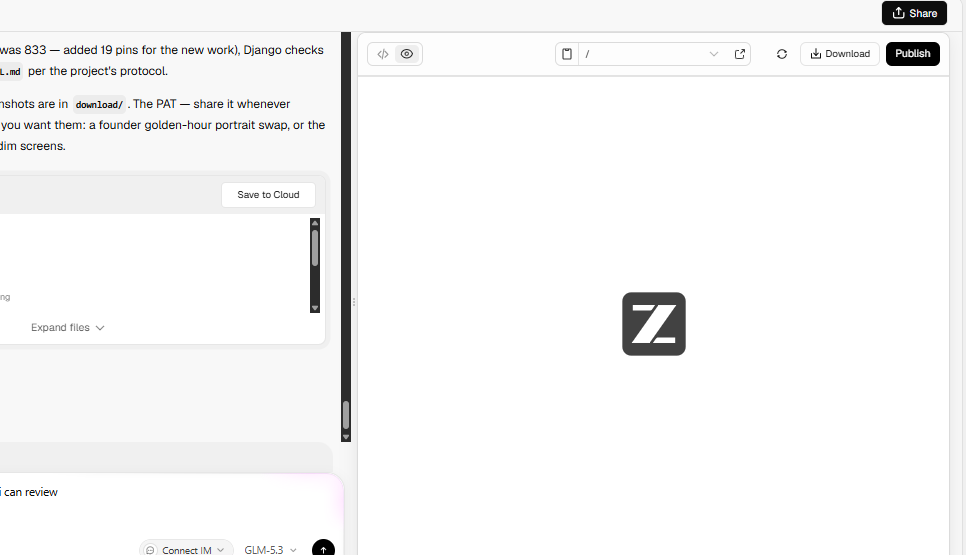 Share
was 833 — added 19 pins for the new work), Django checks
L.md per the project's protocol.
nshots are in download/ . The PAT — share it whenever
you want them: a founder golden-hour portrait swap, or the
dim screens.
Save to Cloud
ng
Expand files
i can review
Connect IM
GLM-5.3
/
Download
Publish
Z